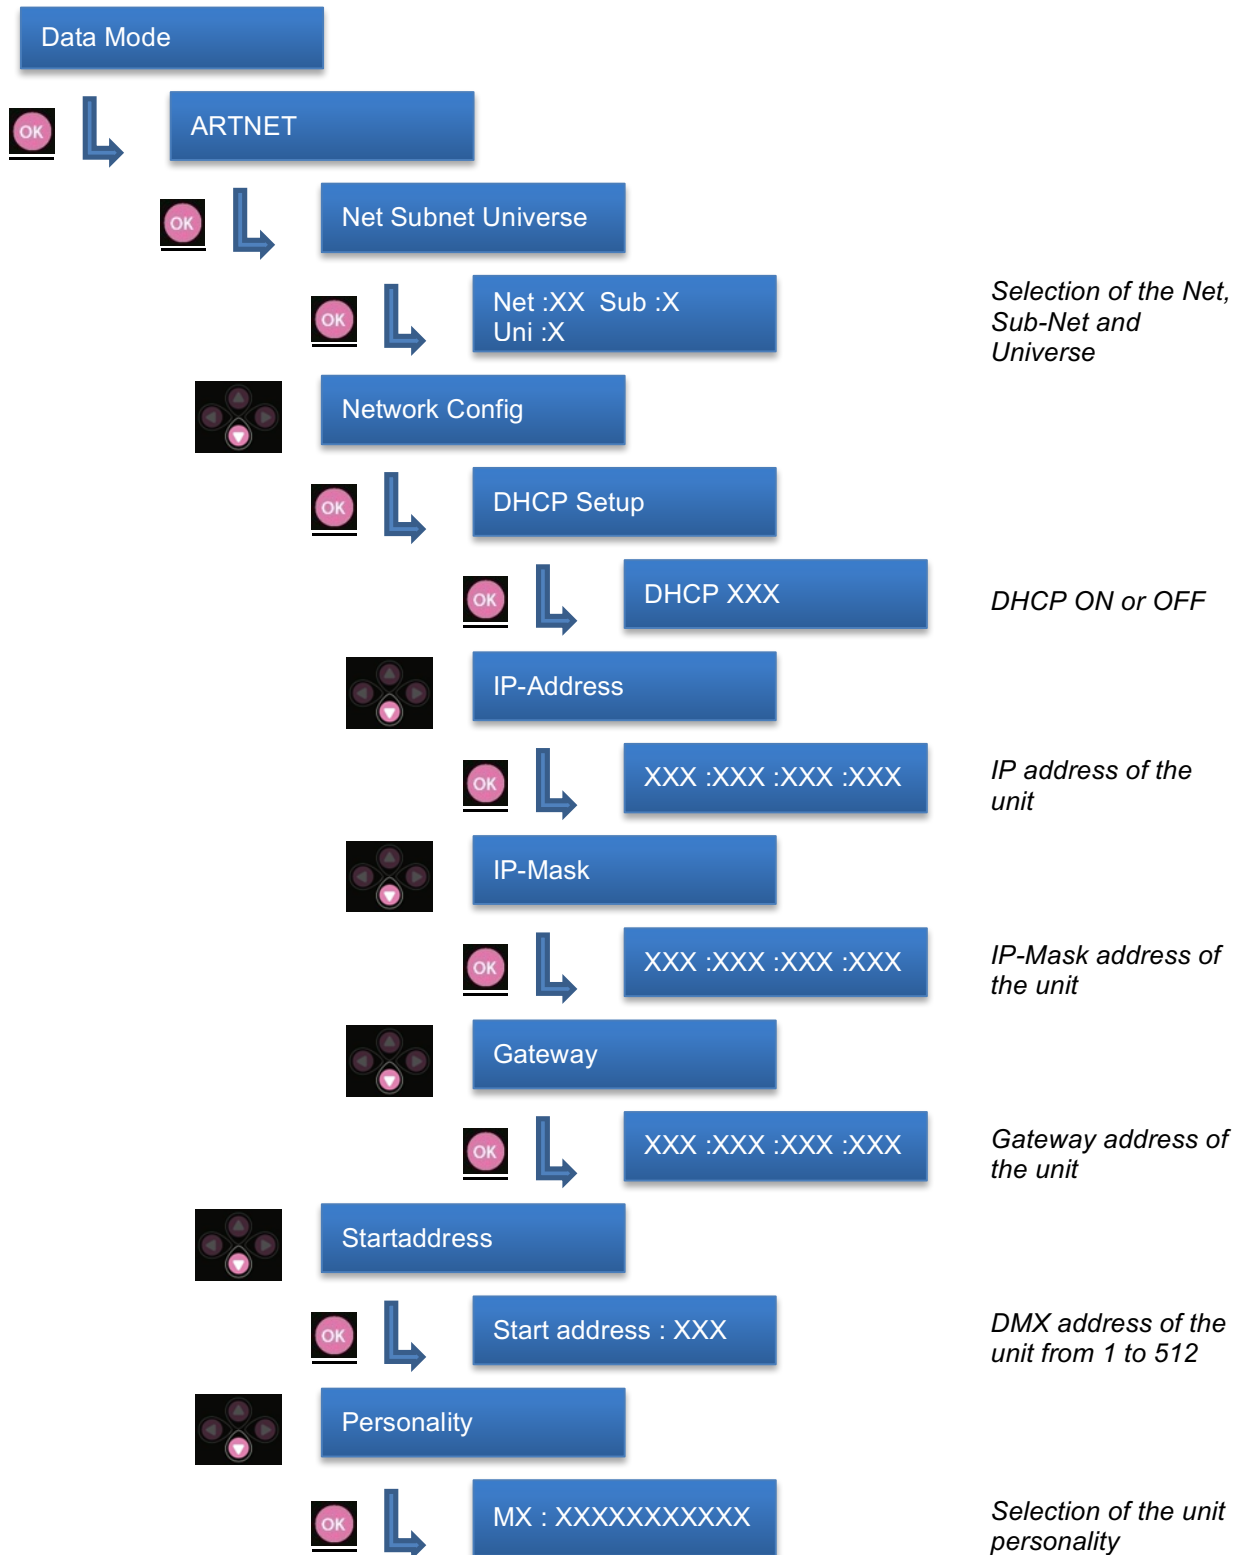 Data Mode
OK
ARTNET
OK
Net Subnet Universe
OK
Net :XX  Sub :X
Uni :X
Selection of the Net,
Sub-Net and
Universe
Network Config
OK
DHCP Setup
OK
DHCP XXX
DHCP ON or OFF
IP-Address
OK
XXX :XXX :XXX :XXX
IP address of the
unit
IP-Mask
OK
XXX :XXX :XXX :XXX
IP-Mask address of
the unit
Gateway
OK
XXX :XXX :XXX :XXX
Gateway address of
the unit
Startaddress
OK
Start address : XXX
DMX address of the
unit from 1 to 512
Personality
OK
MX : XXXXXXXXXXX
Selection of the unit
personality